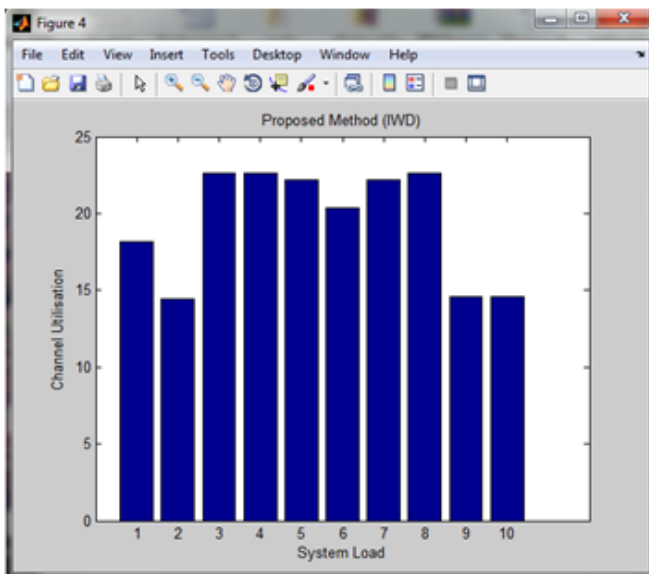 Figure 4
File Edit View Insert Tools Desktop Window Help
Proposed Method (IWD)
25
20
15
10
5
0
Channel Utilisation
1 2 3 4 5 6 7 8 9 10
System Load